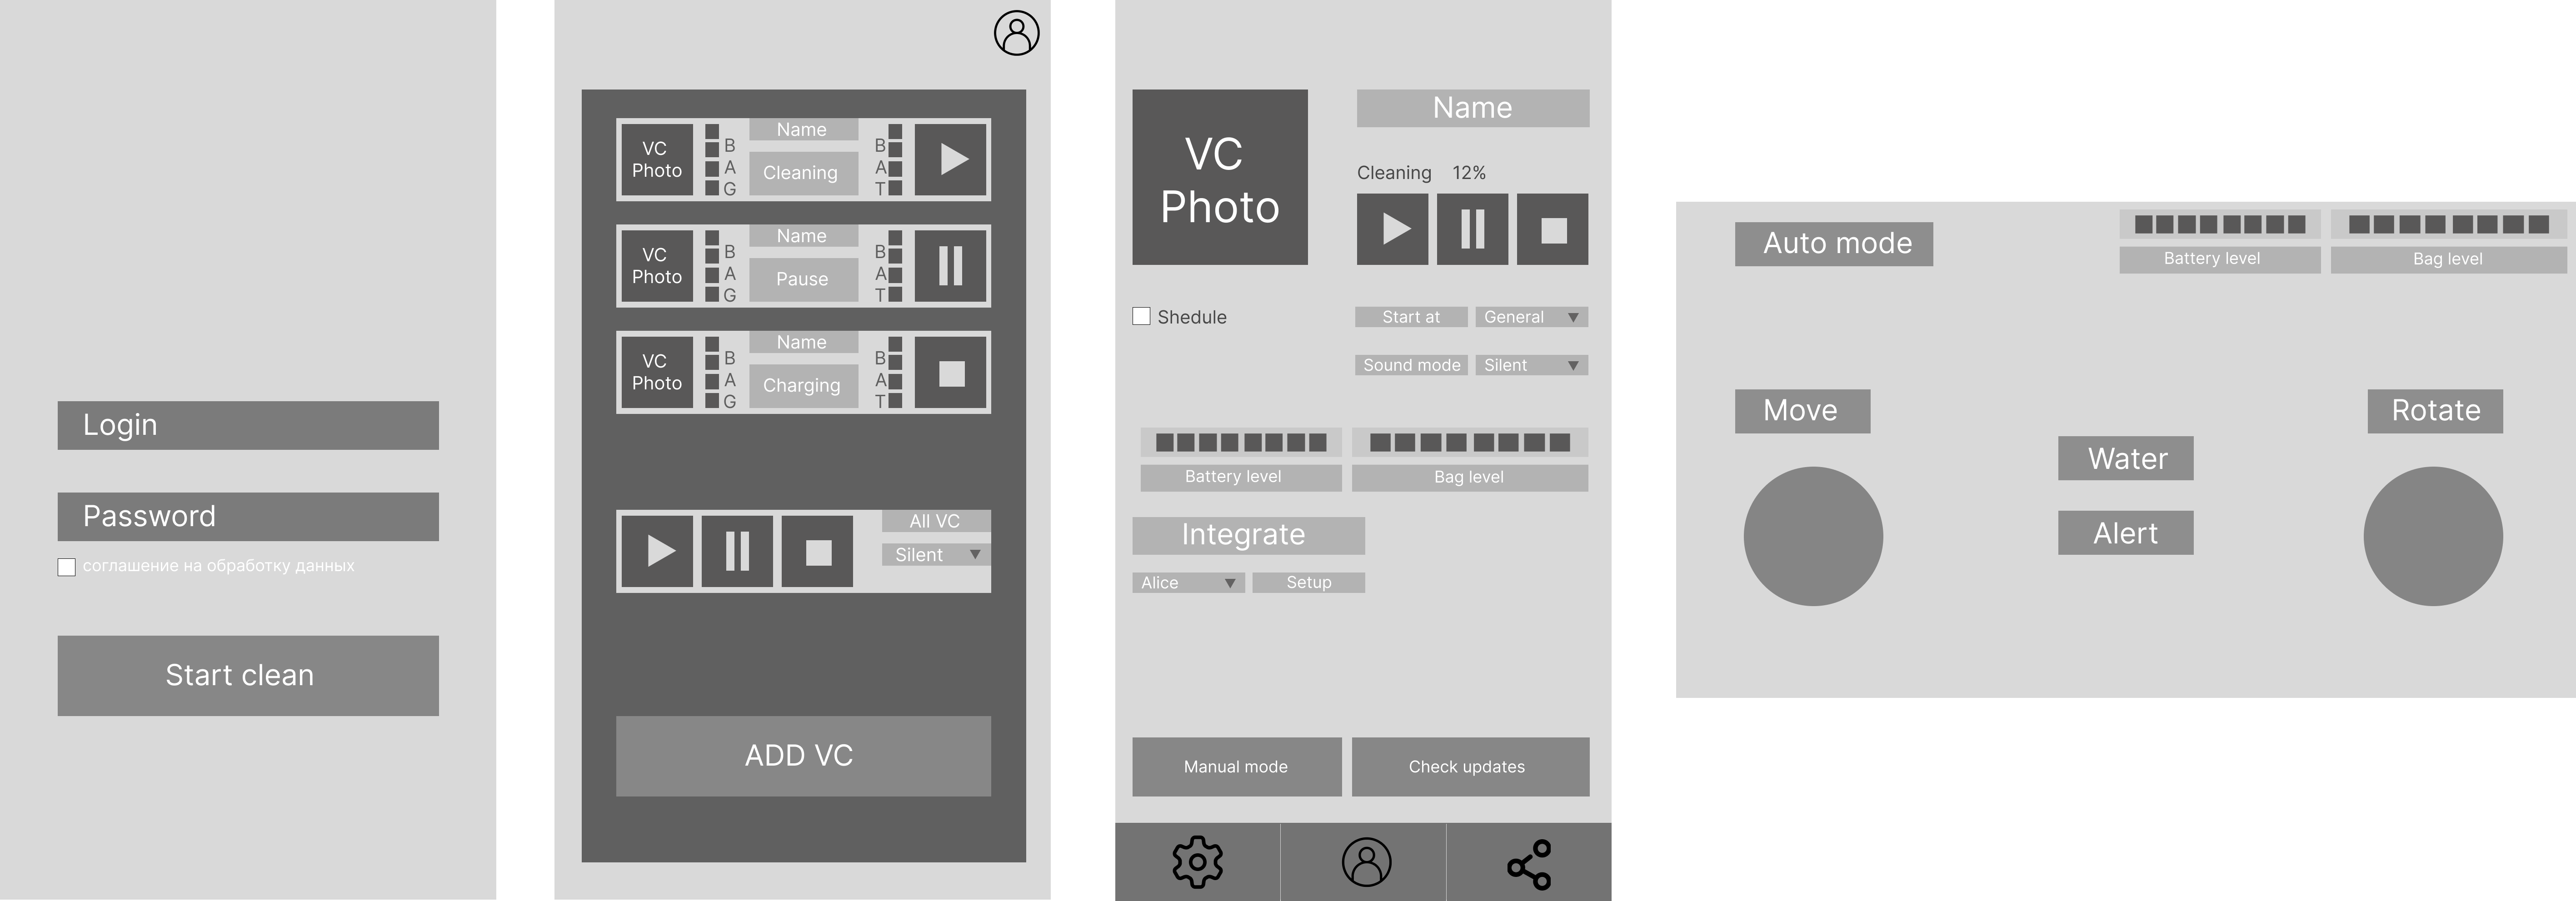 Login
Password
соглашение на обработку данных
Start clean
VC
Photo
B
A
G
Name
Cleaning
B
A
T
VC
Photo
B
A
G
Name
Pause
B
A
T
VC
Photo
B
A
G
Name
Charging
B
A
T
All VC
Silent
ADD VC
VC
Photo
Name
Cleaning 12%
Shedule
Start at
General
Sound mode
Silent
Battery level
Bag level
Integrate
Alice
Setup
Manual mode
Check updates
Auto mode
Battery level
Bag level
Move
Rotate
Water
Alert